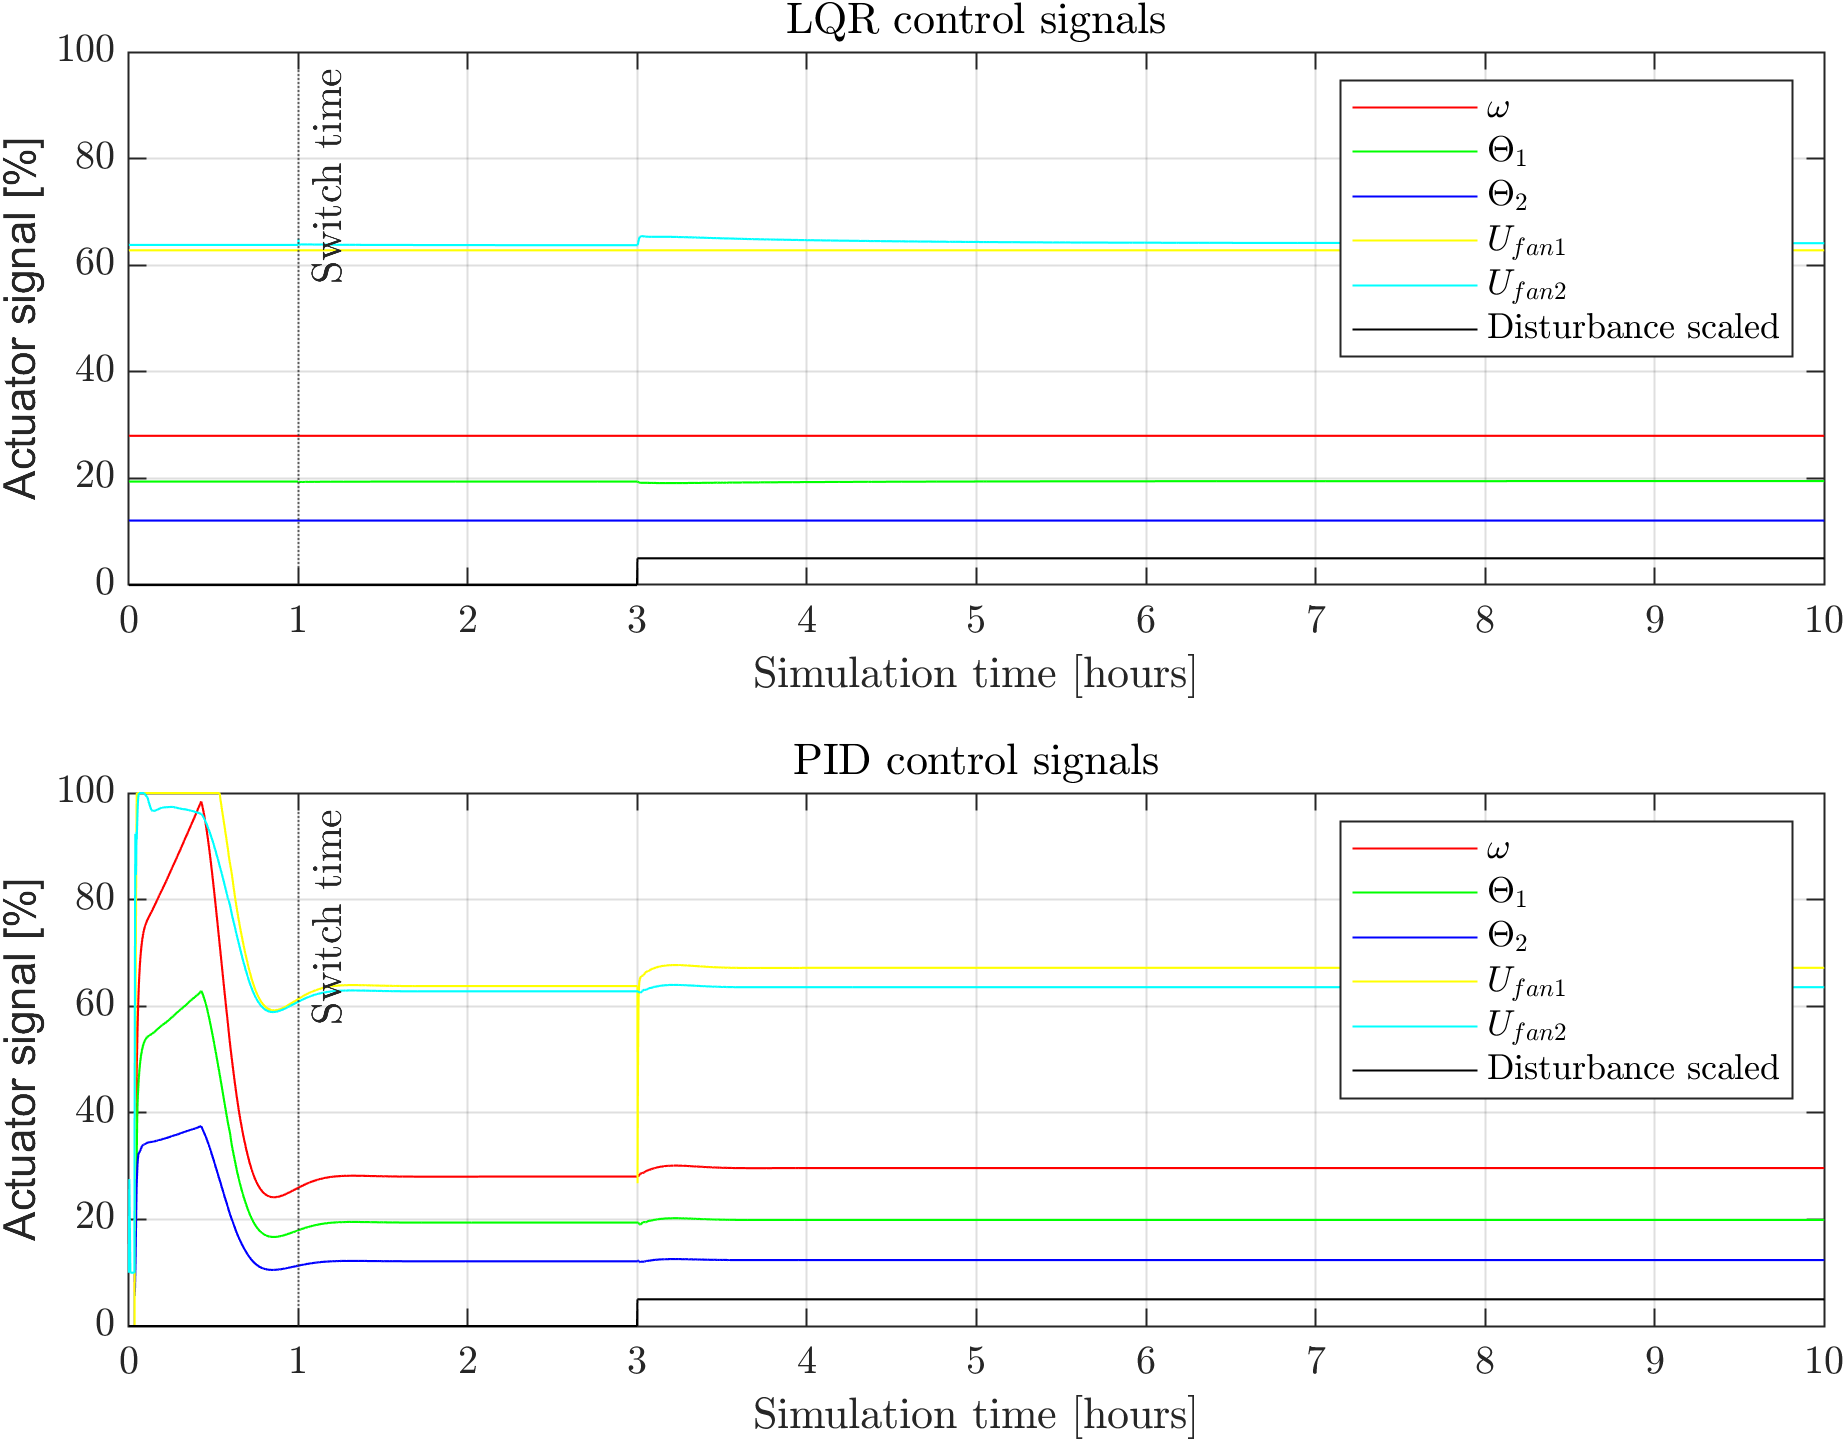 LQR control signals
Actuator signal [%]
100
80
60
40
20
0
Switch time
ω
Θ1
Θ2
Ufan1
Ufan2
Disturbance scaled
0 1 2 3 4 5 6 7 8 9 10
Simulation time [hours]
PID control signals
Actuator signal [%]
100
80
60
40
20
0
Switch time
ω
Θ1
Θ2
Ufan1
Ufan2
Disturbance scaled
0 1 2 3 4 5 6 7 8 9 10
Simulation time [hours]